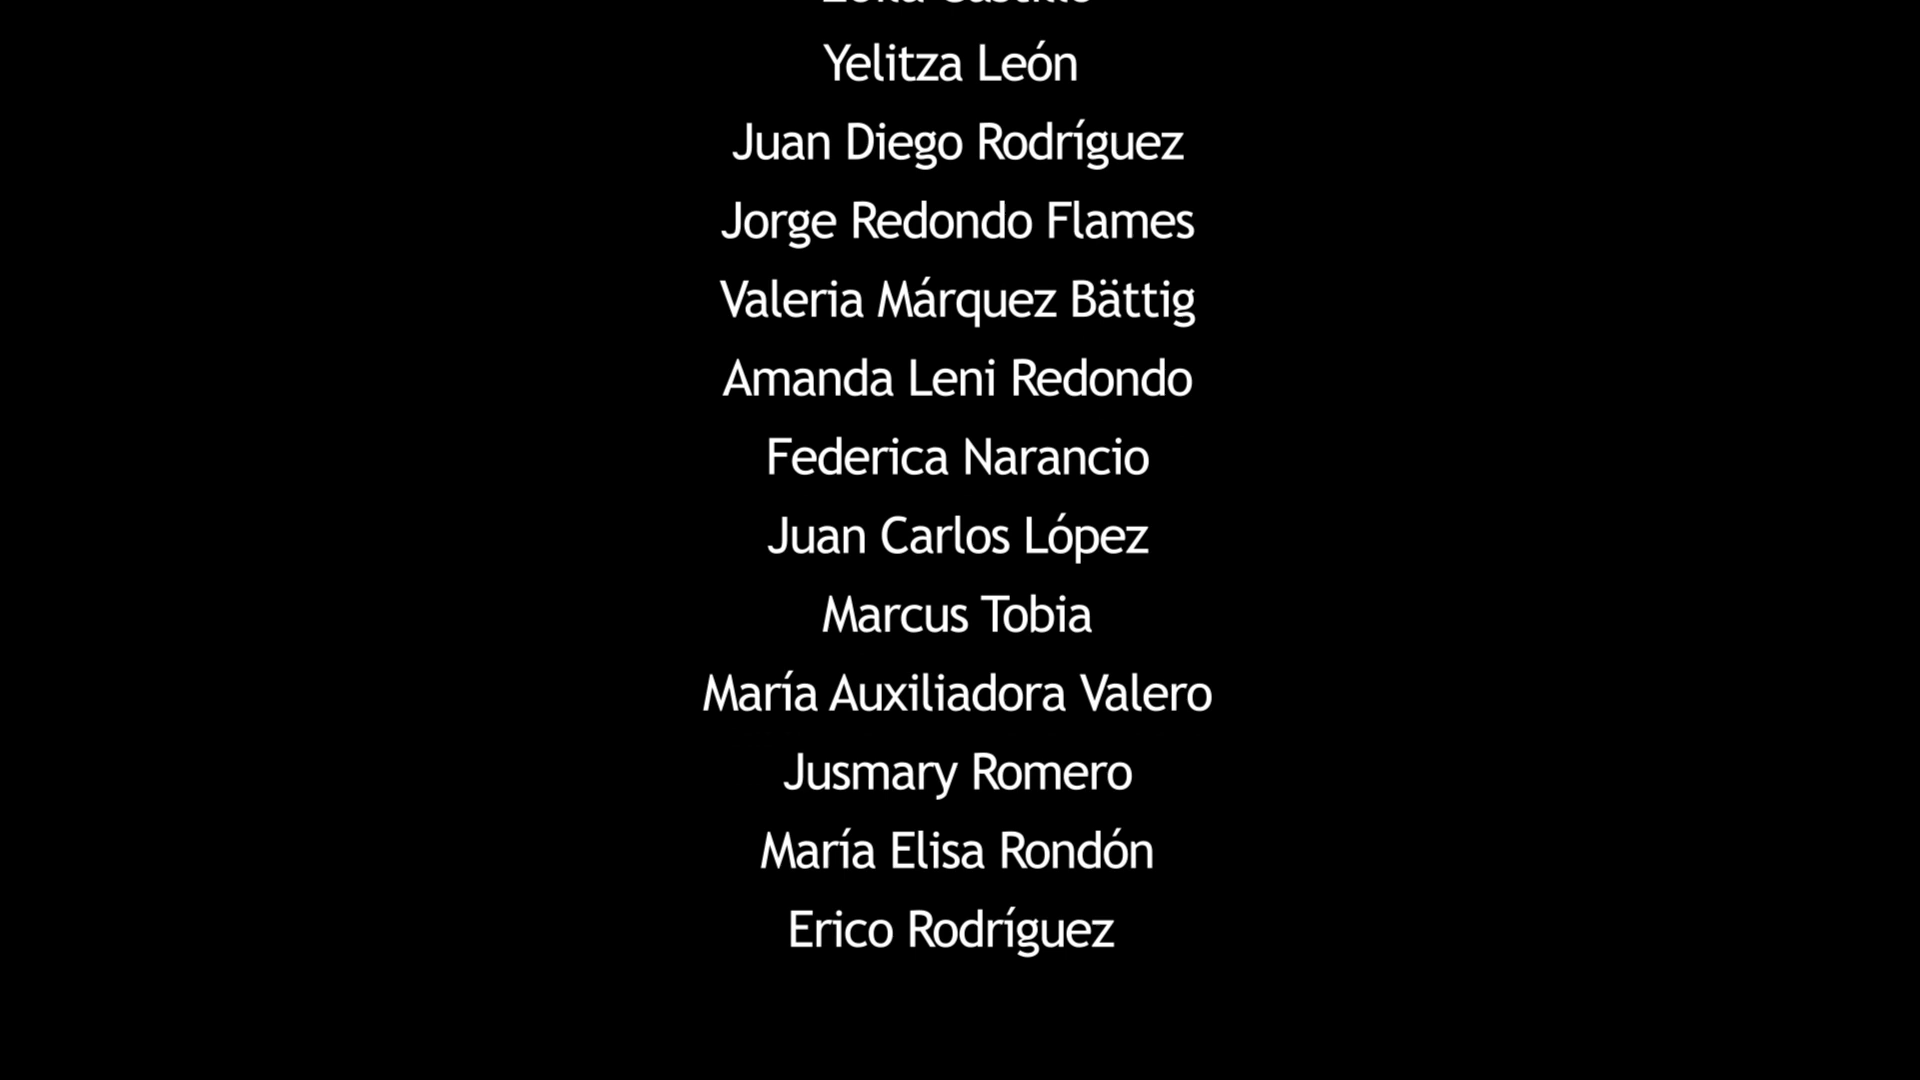 Yelitza León
Juan Diego Rodríguez
Jorge Redondo Flames
Valeria Márquez Bättig
Amanda Leni Redondo
Federica Narancio
Juan Carlos López
Marcus Tobia
María Auxiliadora Valero
Jusmary Romero
María Elisa Rondón
Erico Rodríguez